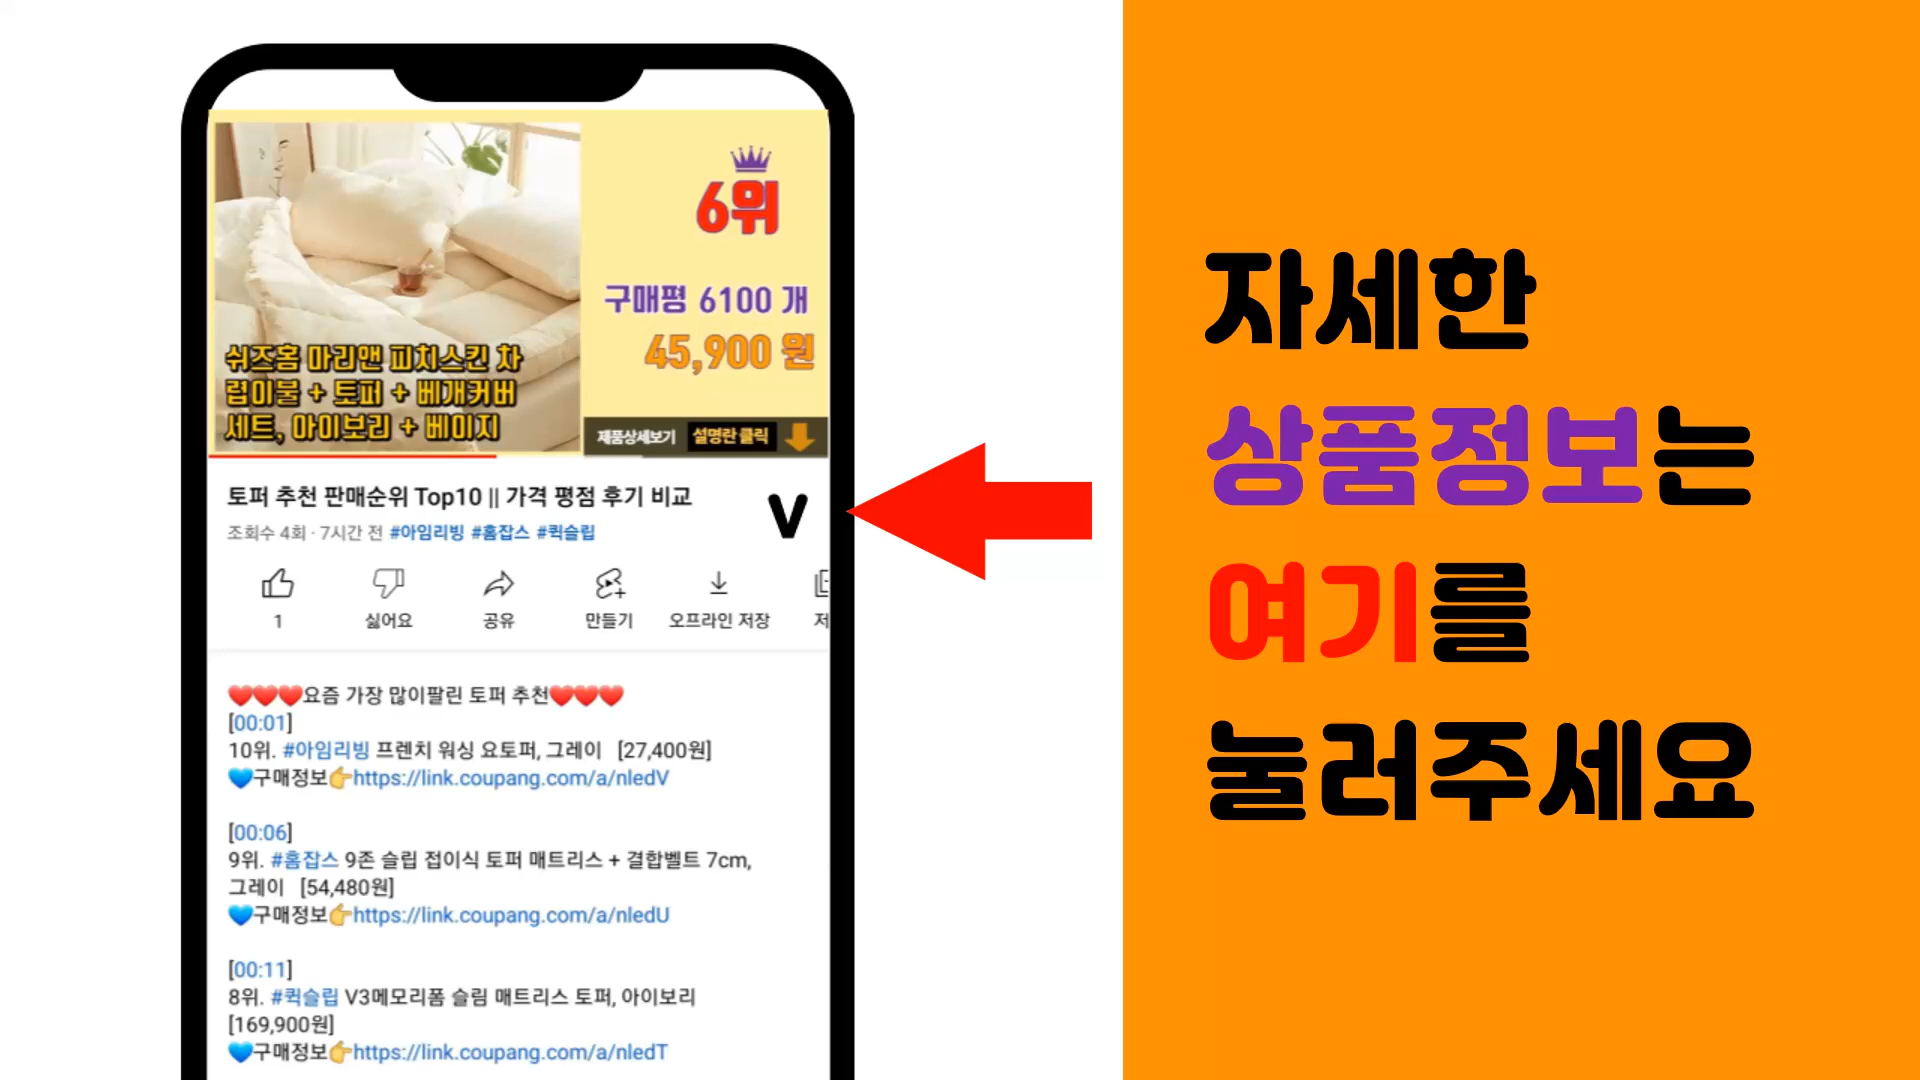 6위
구매평 6100 개
45,900 원
쉬즈홈 마리앤 피치스킨 차
렵이불 + 토퍼 + 베개커버
세트, 아이보리 + 베이지
제품상세보기 설명란 클릭
토퍼 추천 판매순위 Top10 || 가격 평점 후기 비교
V
조회수 4회 · 7시간 전 #아임리빙 #홈잡스 #퀵슬립
1 싫어요 공유 만들기 오프라인 저장 저
❤️❤️❤️요즘 가장 많이팔린 토퍼 추천❤️❤️❤️
[00:01]
10위. #아임리빙 프렌치 워싱 요토퍼, 그레이 [27,400원]
💙구매정보👉https://link.coupang.com/a/nledV
[00:06]
9위. #홈잡스 9존 슬립 접이식 토퍼 매트리스 + 결합벨트 7cm,
그레이 [54,480원]
💙구매정보👉https://link.coupang.com/a/nledU
[00:11]
8위. #퀵슬립 V3메모리폼 슬림 매트리스 토퍼, 아이보리
[169,900원]
💙구매정보👉https://link.coupang.com/a/nledT
자세한
상품정보는
여기를
눌러주세요